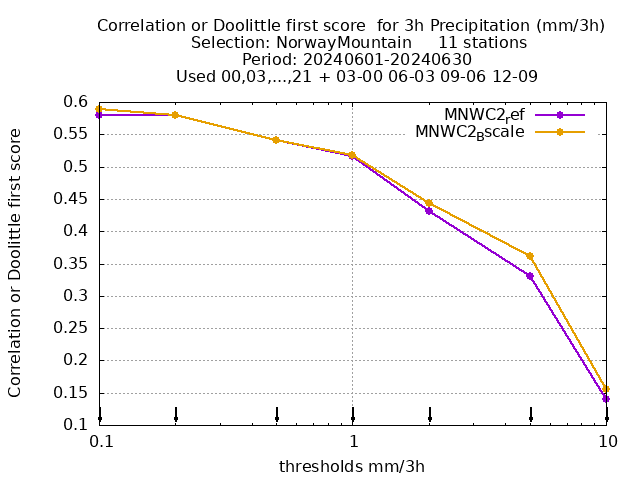 Correlation or Doolittle first score  for 3h Precipitation (mm/3h)
Selection: NorwayMountain     11 stations
Period: 20240601-20240630
Used 00,03,...,21 + 03-00 06-03 09-06 12-09
MNWC2ref
MNWC2Bscale
Correlation or Doolittle first score
0.6
0.55
0.5
0.45
0.4
0.35
0.3
0.25
0.2
0.15
0.1
0.1
1
10
thresholds mm/3h